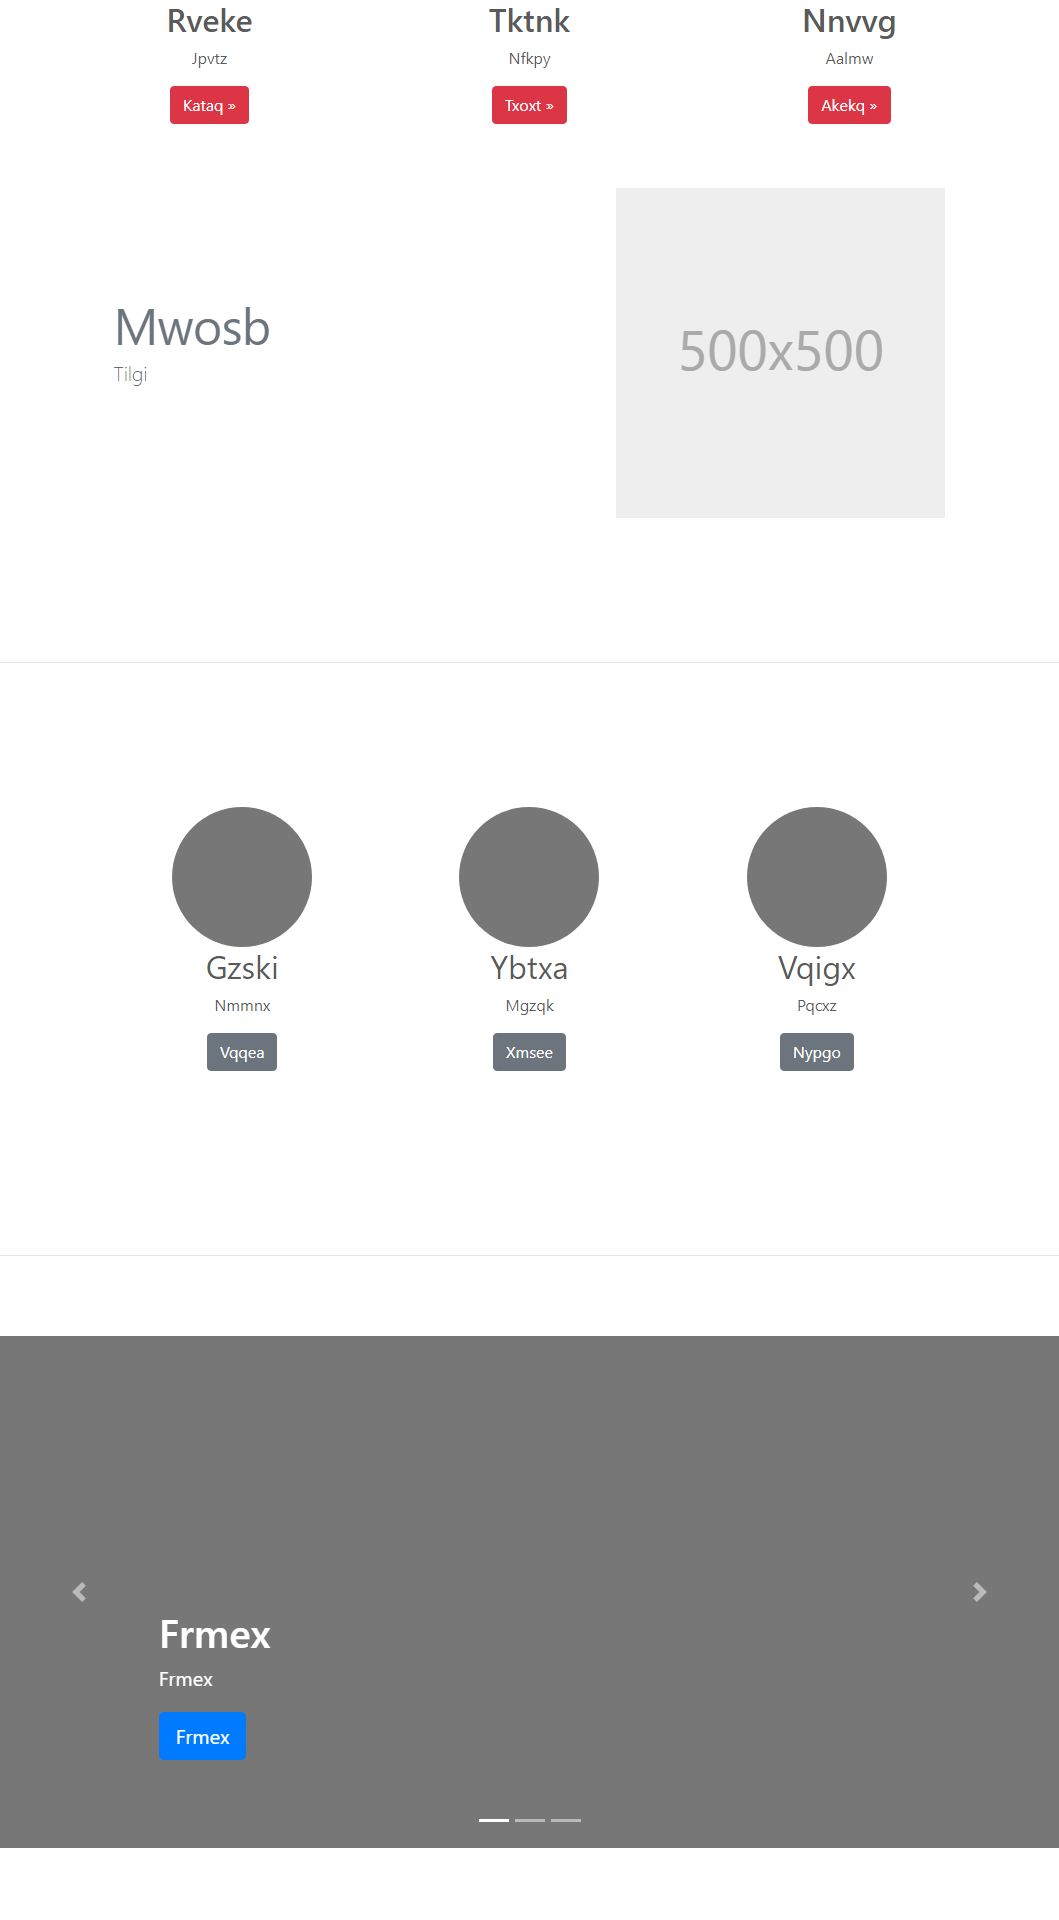 Rveke
Jpvtz
Kataq »
Tktnk
Nfkpy
Txoxt »
Nnvvg
Aalmw
Akekq »
Mwosb
Tilgi
500x500
Gzski
Nmmnx
Vqqea
Ybtxa
Mgzqk
Xmsee
Vqigx
Pqcxz
Nypgo
Frmex
Frmex
Frmex